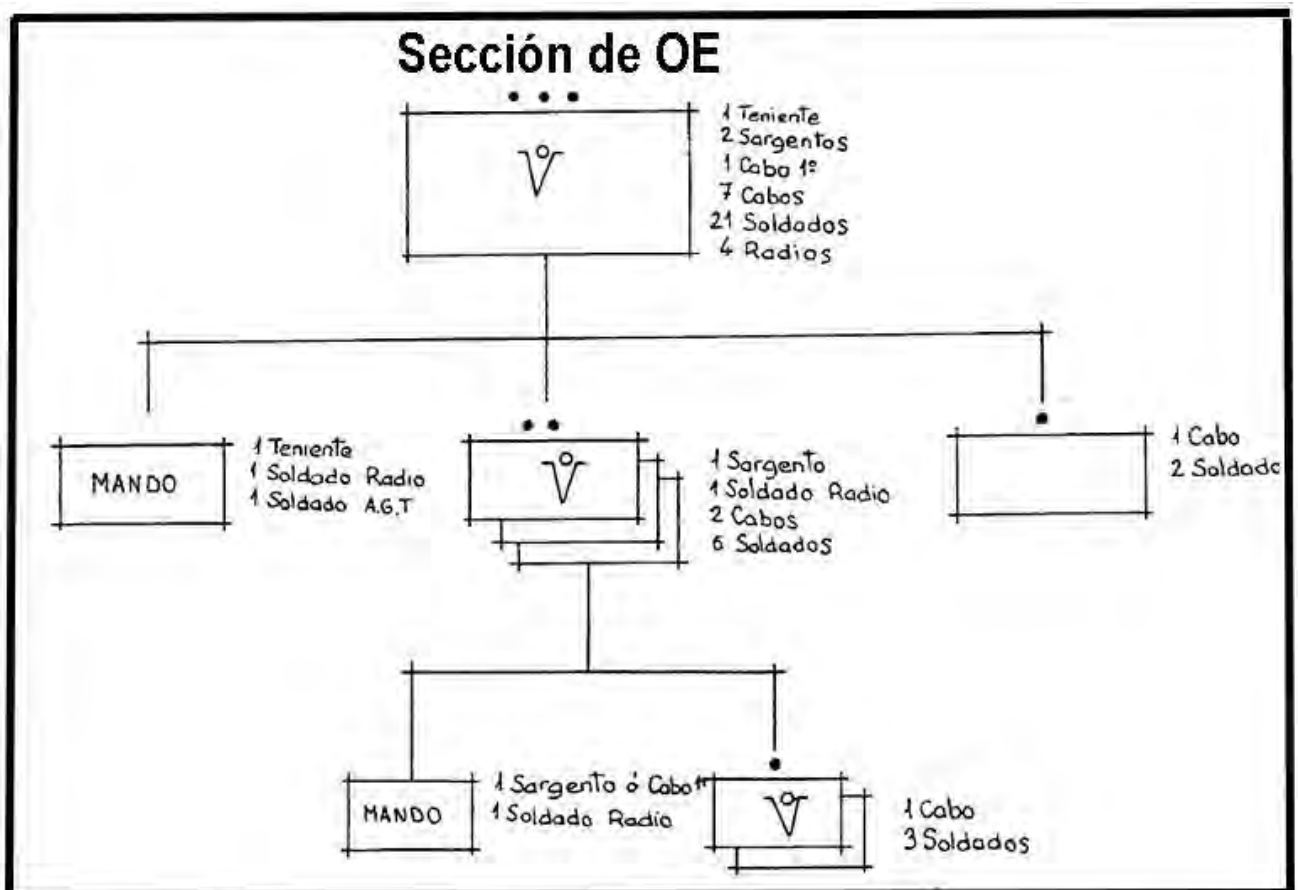 Sección de OE
1 Teniente
2 Sargentos
1 Cabo 1º
7 Cabos
21 Soldados
4 Radios
MANDO
1 Teniente
1 Soldado Radio
1 Soldado A.G.T
1 Sargento
1 Soldado Radio
2 Cabos
6 Soldados
1 Cabo
2 Soldado
MANDO
1 Sargento ó Cabo 1º
1 Soldado Radio
1 Cabo
3 Soldados